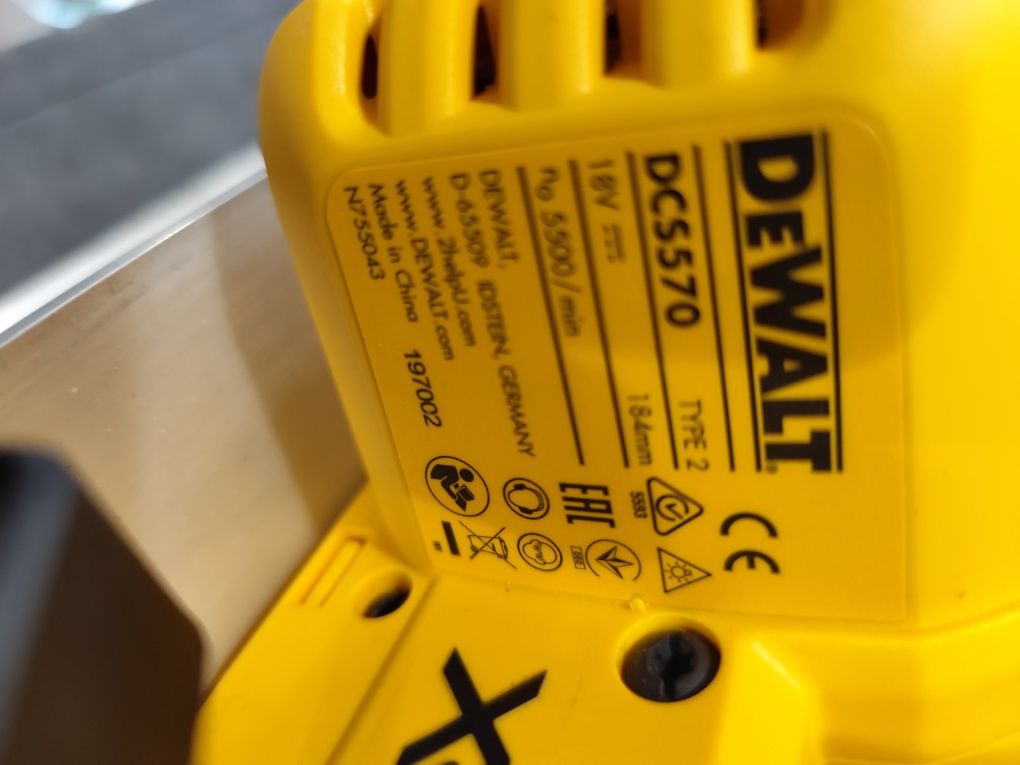 DEWALT®
TYPE 2
DCS570
18V 184mm
n₀ 5500/min
DEWALT,
D-65509 IDSTEIN, GERMANY
www.2helpU.com
www.DEWALT.com
Made in China 197002
N755043
CE
EAC
X